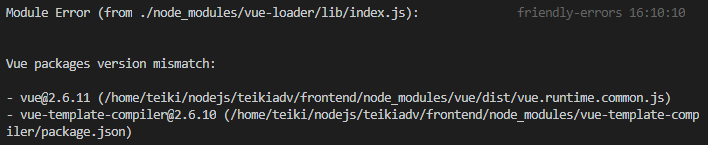 Module Error (from ./node_modules/vue-loader/lib/index.js): friendly-errors 16:10:10
Vue packages version mismatch:
- vue@2.6.11 (/home/teiki/nodejs/teikiadv/frontend/node_modules/vue/dist/vue.runtime.common.js)
- vue-template-compiler@2.6.10 (/home/teiki/nodejs/teikiadv/frontend/node_modules/vue-template-comp
iler/package.json)